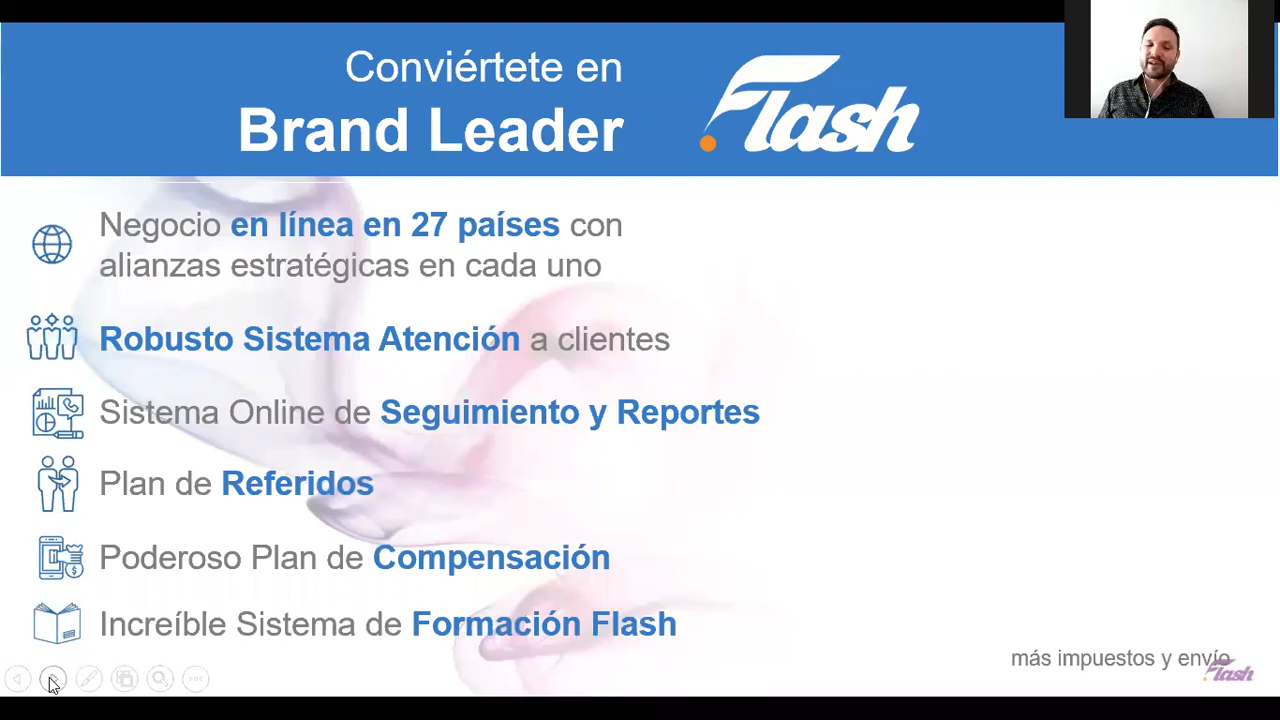 Conviértete en
Brand Leader
Flash
Negocio en línea en 27 países con
alianzas estratégicas en cada uno
Robusto Sistema Atención a clientes
Sistema Online de Seguimiento y Reportes
Plan de Referidos
Poderoso Plan de Compensación
Increíble Sistema de Formación Flash
más impuestos y envío
Flash